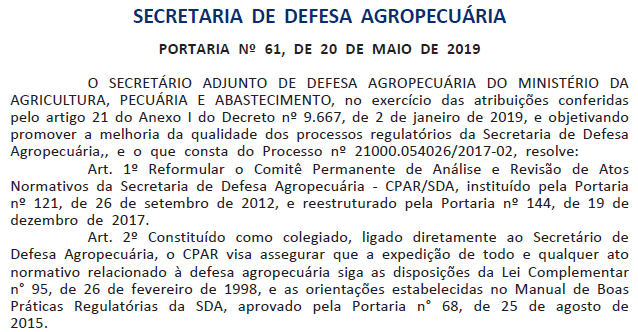 SECRETARIA DE DEFESA AGROPECUÁRIA
PORTARIA Nº 61, DE 20 DE MAIO DE 2019
O SECRETÁRIO ADJUNTO DE DEFESA AGROPECUÁRIA DO MINISTÉRIO DA
AGRICULTURA, PECUÁRIA E ABASTECIMENTO, no exercício das atribuições conferidas
pelo artigo 21 do Anexo I do Decreto nº 9.667, de 2 de janeiro de 2019, e objetivando
promover a melhoria da qualidade dos processos regulatórios da Secretaria de Defesa
Agropecuária,, e o que consta do Processo nº 21000.054026/2017-02, resolve:
Art. 1º Reformular o Comitê Permanente de Análise e Revisão de Atos
Normativos da Secretaria de Defesa Agropecuária - CPAR/SDA, instituído pela Portaria
nº 121, de 26 de setembro de 2012, e reestruturado pela Portaria nº 144, de 19 de
dezembro de 2017.
Art. 2º Constituído como colegiado, ligado diretamente ao Secretário de
Defesa Agropecuária, o CPAR visa assegurar que a expedição de todo e qualquer ato
normativo relacionado à defesa agropecuária siga as disposições da Lei Complementar
n° 95, de 26 de fevereiro de 1998, e as orientações estabelecidas no Manual de Boas
Práticas Regulatórias da SDA, aprovado pela Portaria n° 68, de 25 de agosto de
2015.